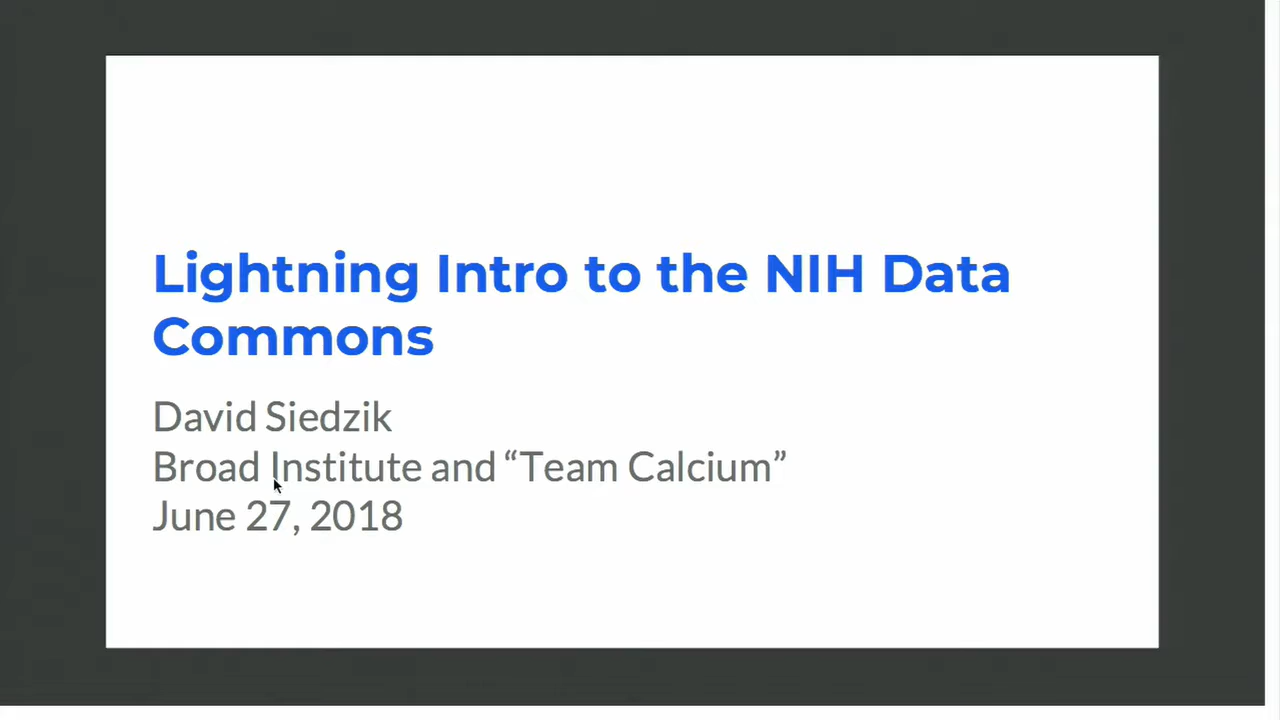 Lightning Intro to the NIH Data
Commons
David Siedzik
Broad Institute and “Team Calcium”
June 27, 2018